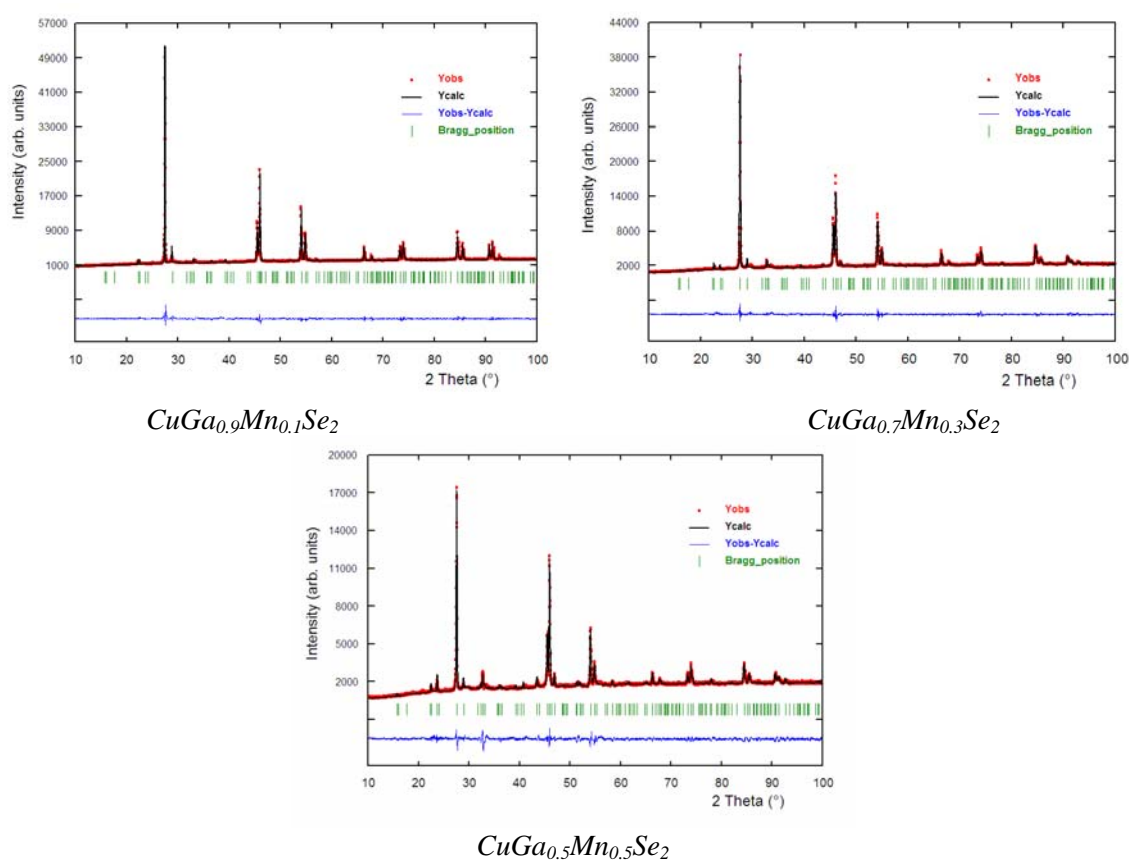 57000
49000
41000
33000
25000
17000
9000
1000
Intensity (arb. units)
Yobs
Ycalc
Yobs-Ycalc
Bragg_position
10 20 30 40 50 60 70 80 90 100
2 Theta (°)
CuGa0.9Mn0.1Se2
44000
38000
32000
26000
20000
14000
8000
2000
Intensity (arb. units)
Yobs
Ycalc
Yobs-Ycalc
Bragg_position
10 20 30 40 50 60 70 80 90 100
2 Theta (°)
CuGa0.7Mn0.3Se2
20000
17000
14000
11000
8000
5000
2000
Intensity (arb. units)
Yobs
Ycalc
Yobs-Ycalc
Bragg_position
10 20 30 40 50 60 70 80 90 100
2 Theta (°)
CuGa0.5Mn0.5Se2